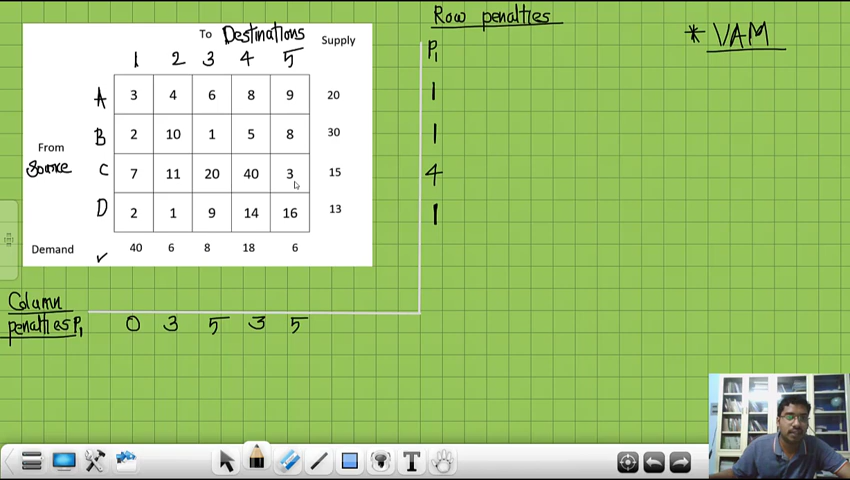 Row penalties
* VAM
To Destinations Supply
P1
1 2 3 4 5
A 3 4 6 8 9 20 1
B 2 10 1 5 8 30 1
From
Source C 7 11 20 40 3 15 4
D 2 1 9 14 16 13 1
Demand 40 6 8 18 6
Column
penalties P1 0 3 5 3 5
T